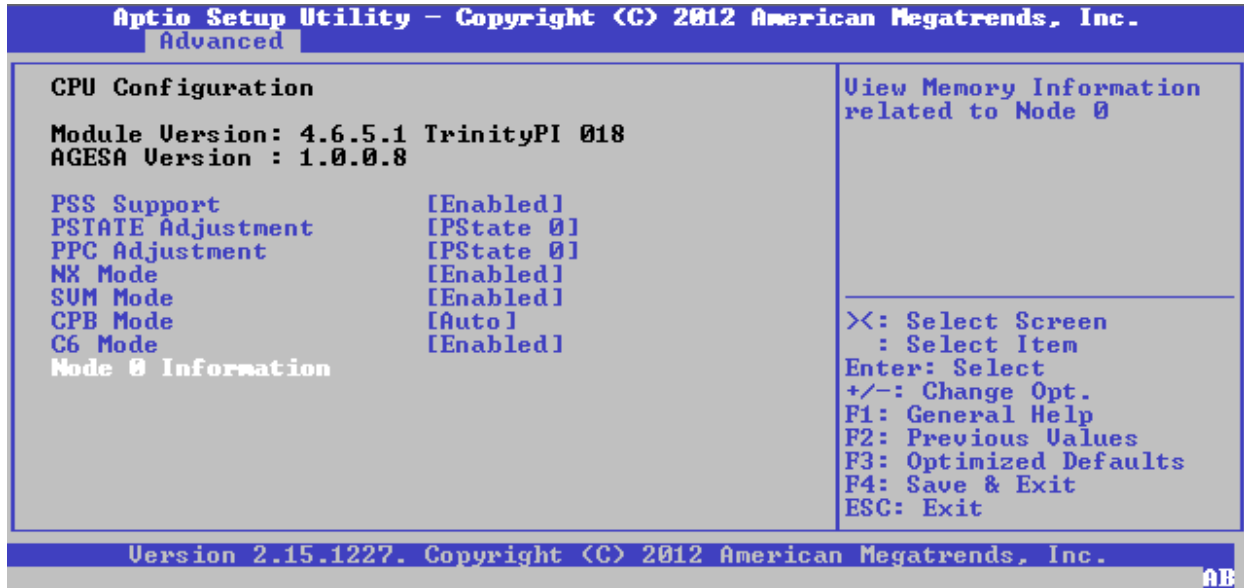 Aptio Setup Utility – Copyright (C) 2012 American Megatrends, Inc.
Advanced
CPU Configuration
Module Version: 4.6.5.1 TrinityPI 018
AGESA Version : 1.0.0.8
PSS Support [Enabled]
PSTATE Adjustment [PState 0]
PPC Adjustment [PState 0]
NX Mode [Enabled]
SVM Mode [Enabled]
CPB Mode [Auto]
C6 Mode [Enabled]
Node 0 Information
View Memory Information
related to Node 0
><: Select Screen
: Select Item
Enter: Select
+/-: Change Opt.
F1: General Help
F2: Previous Values
F3: Optimized Defaults
F4: Save & Exit
ESC: Exit
Version 2.15.1227. Copyright (C) 2012 American Megatrends, Inc.
AB